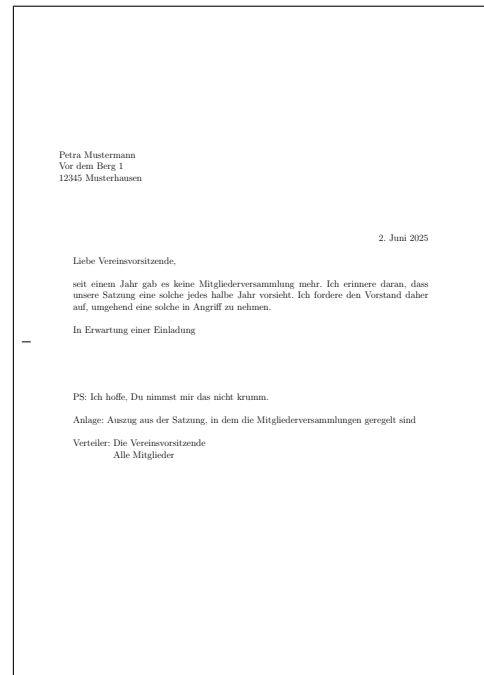 Petra Mustermann
Vor dem Berg 1
12345 Musterhausen
2. Juni 2025
Liebe Vereinsvorsitzende,
seit einem Jahr gab es keine Mitgliederversammlung mehr. Ich erinnere daran, dass
unsere Satzung eine solche jedes halbe Jahr vorsieht. Ich fordere den Vorstand daher
auf, umgehend eine solche in Angriff zu nehmen.
In Erwartung einer Einladung
PS: Ich hoffe, Du nimmst mir das nicht krumm.
Anlage: Auszug aus der Satzung, in dem die Mitgliederversammlungen geregelt sind
Verteiler: Die Vereinsvorsitzende
Alle Mitglieder